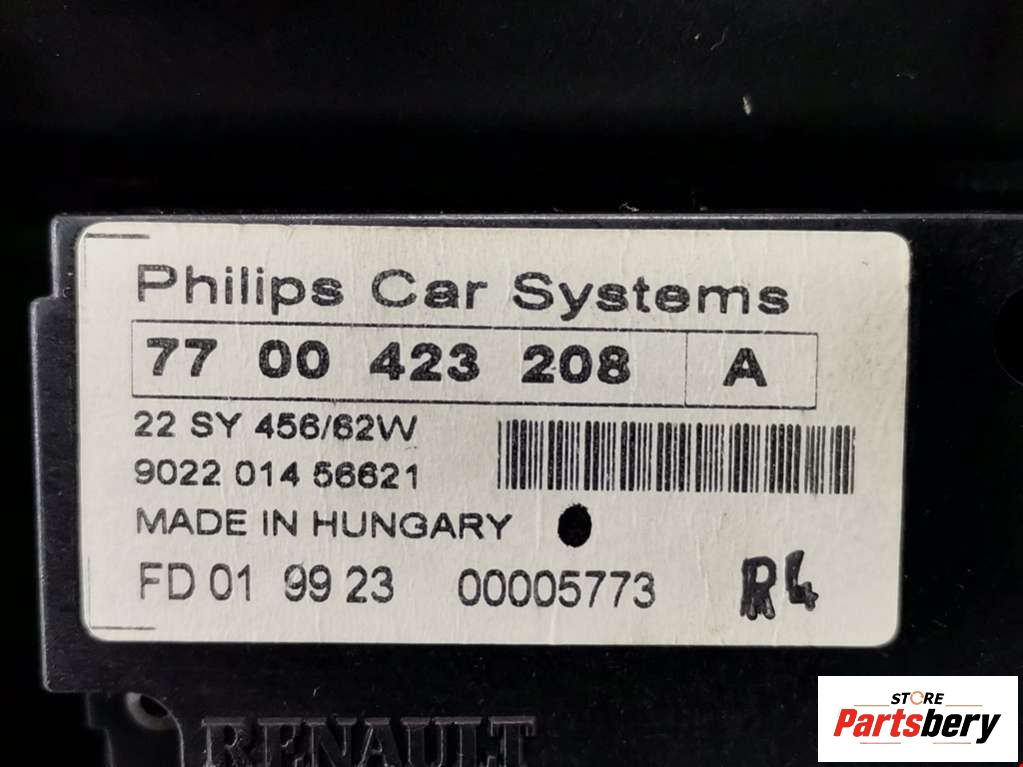 Philips Car Systems
77 00 423 208 A
22 SY 456/62W
9022 014 56621
MADE IN HUNGARY
FD 01 99 23 00005773 R4
RENAULT
STORE
Partsbery